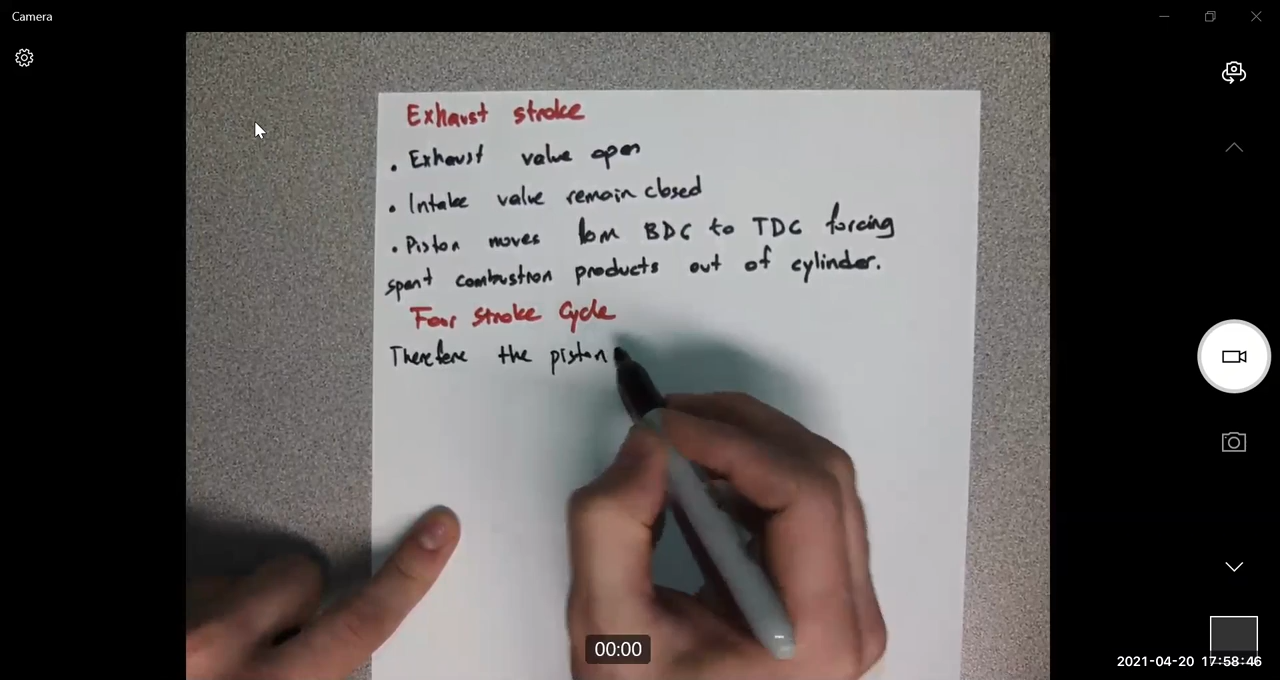 Camera
Exhaust stroke
. Exhaust value open
. Intake value remain closed
. Piston moves from BDC to TDC forcing
spent combustion products out of cylinder.
Four Stroke Cycle
Therefore the piston
00:00
2021-04-20 17:58:46